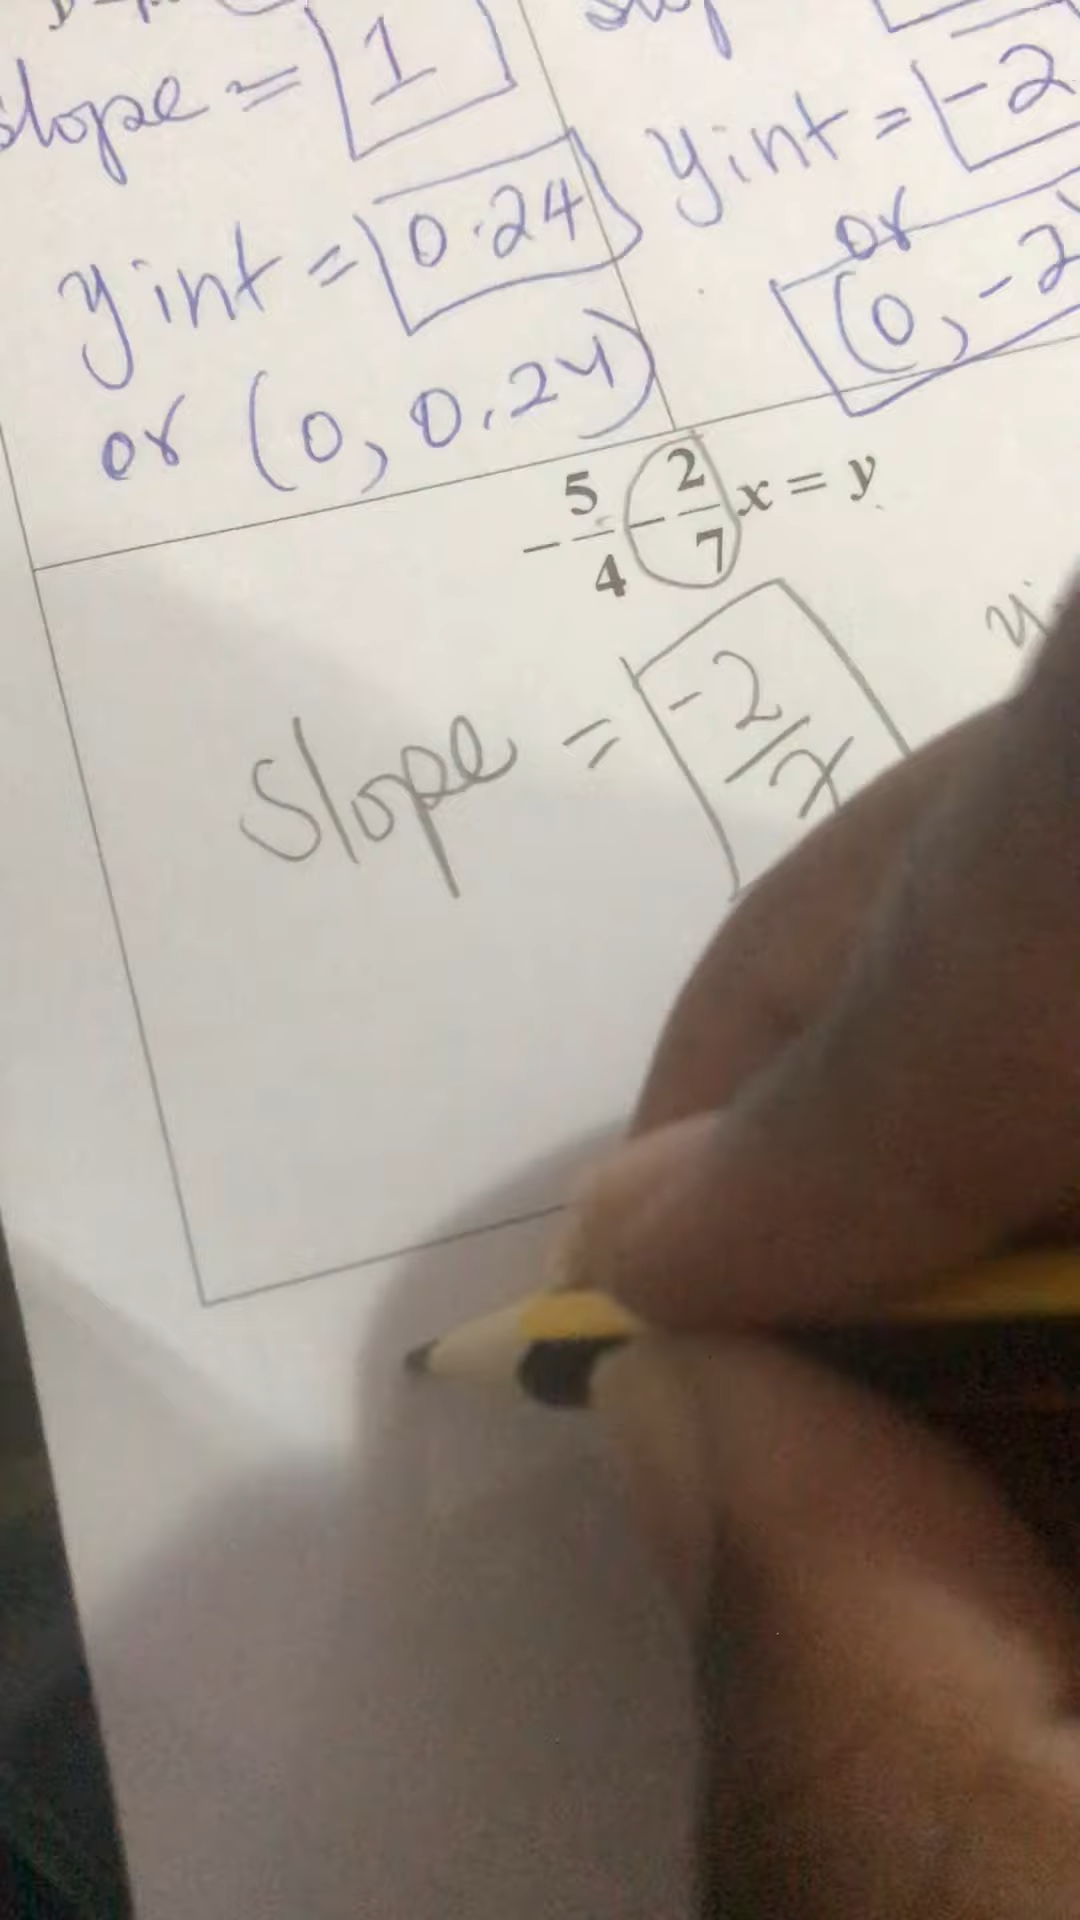 slope = 1
y int = 0.24
or (0, 0.24)
y int = -2
or
(0, -2
-5/4 - 2/7 x = y
Slope = -2/7
y